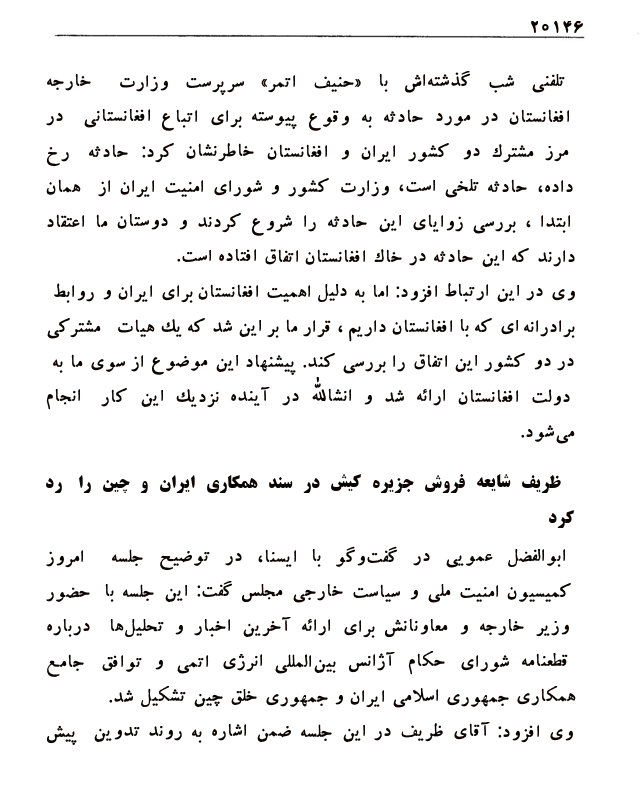 ۲۰۱۴۶
تلفنی شب گذشته‌اش با «حنیف اتمر» سرپرست وزارت خارجه
افغانستان در مورد حادثه به وقوع پیوسته برای اتباع افغانستانی در
مرز مشترك دو کشور ایران و افغانستان خاطرنشان کرد: حادثه رخ
داده، حادثه تلخی است، وزارت کشور و شورای امنیت ایران از همان
ابتدا ، بررسی زوایای این حادثه را شروع کردند و دوستان ما اعتقاد
دارند که این حادثه در خاك افغانستان اتفاق افتاده است.
وی در این ارتباط افزود: اما به دلیل اهمیت افغانستان برای ایران و روابط
برادرانه ای که با افغانستان داریم ، قرار ما بر این شد که یك هیات مشترکی
در دو کشور این اتفاق را بررسی کند. پیشنهاد این موضوع از سوی ما به
دولت افغانستان ارائه شد و انشاﷲ در آینده نزدیك این کار انجام
می‌شود.
ظریف شایعه فروش جزیره کیش در سند همکاری ایران و چین را رد
کرد
ابوالفضل عمویی در گفت‌وگو با ایسنا، در توضیح جلسه امروز
کمیسیون امنیت ملی و سیاست خارجی مجلس گفت: این جلسه با حضور
وزیر خارجه و معاونانش برای ارائه آخرین اخبار و تحلیل‌ها درباره
قطعنامه شورای حکام آژانس بین‌المللی انرژی اتمی و توافق جامع
همکاری جمهوری اسلامی ایران و جمهوری خلق چین تشکیل شد.
وی افزود: آقای ظریف در این جلسه ضمن اشاره به روند تدوین پیش